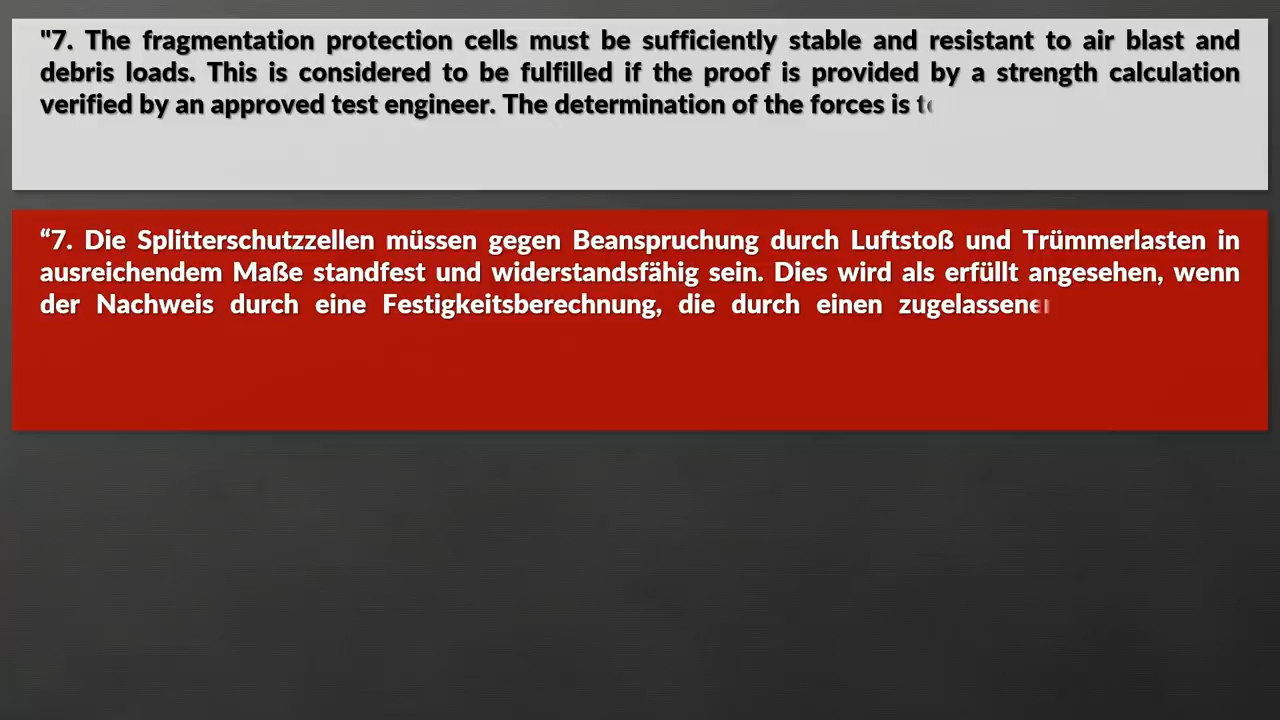 "7. The fragmentation protection cells must be sufficiently stable and resistant to air blast and
debris loads. This is considered to be fulfilled if the proof is provided by a strength calculation
verified by an approved test engineer. The determination of the forces is
“7. Die Splitterschutzzellen müssen gegen Beanspruchung durch Luftstoß und Trümmerlasten in
ausreichendem Maße standfest und widerstandsfähig sein. Dies wird als erfüllt angesehen, wenn
der Nachweis durch eine Festigkeitsberechnung, die durch einen